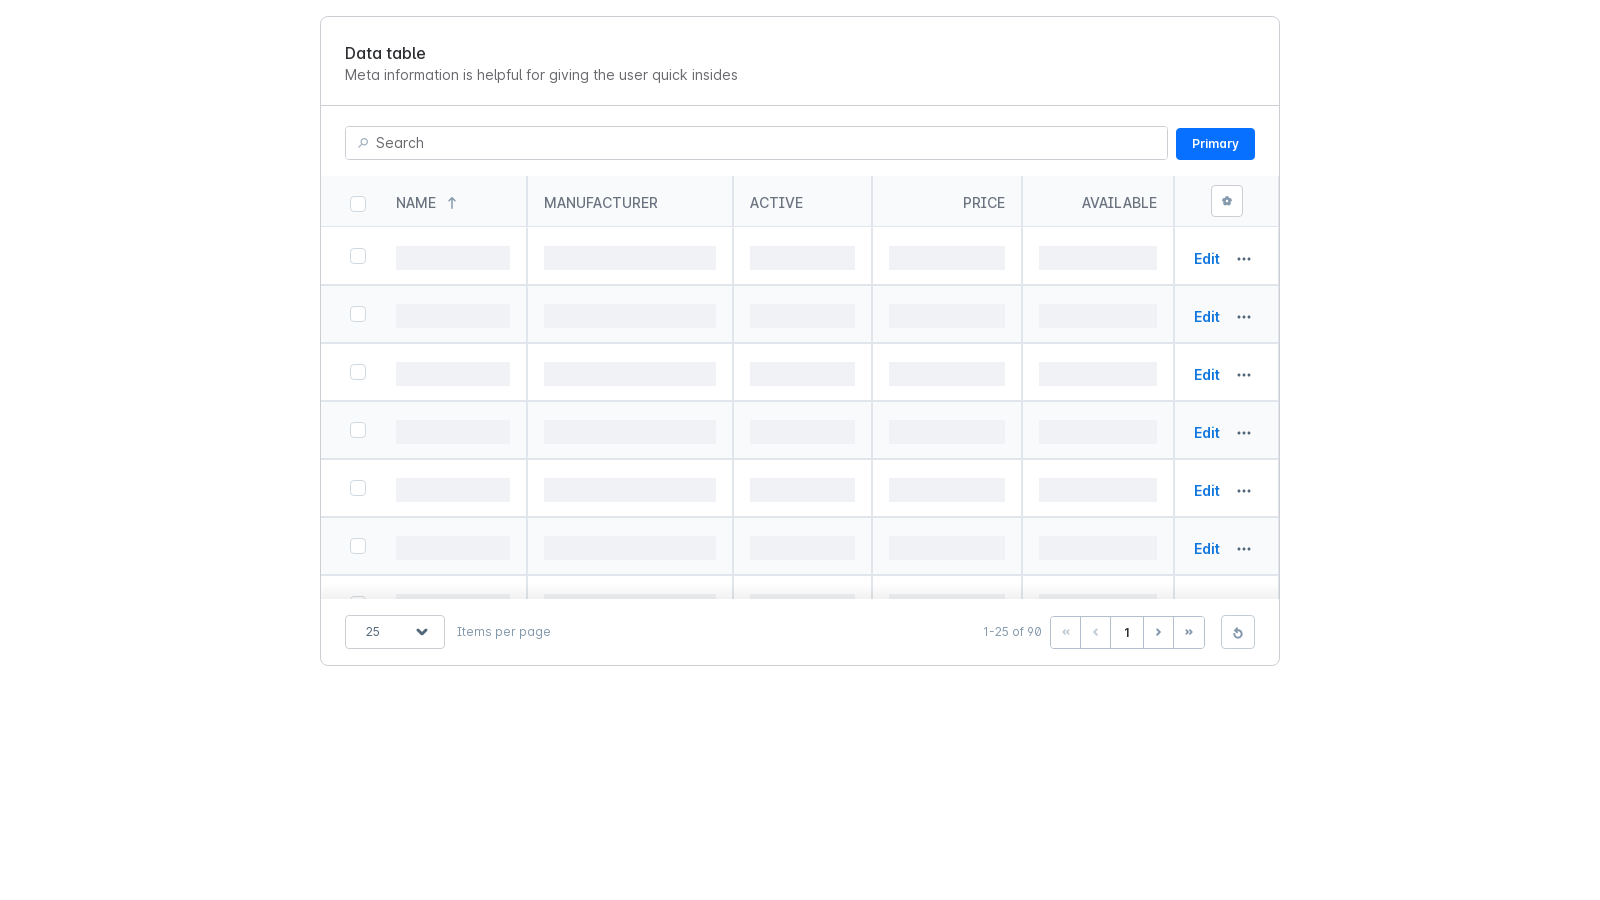 Data table
Meta information is helpful for giving the user quick insides
Search
Primary
NAME MANUFACTURER ACTIVE PRICE AVAILABLE
Edit
Edit
Edit
Edit
Edit
Edit
25 Items per page 1-25 of 90 « ‹ 1 › »